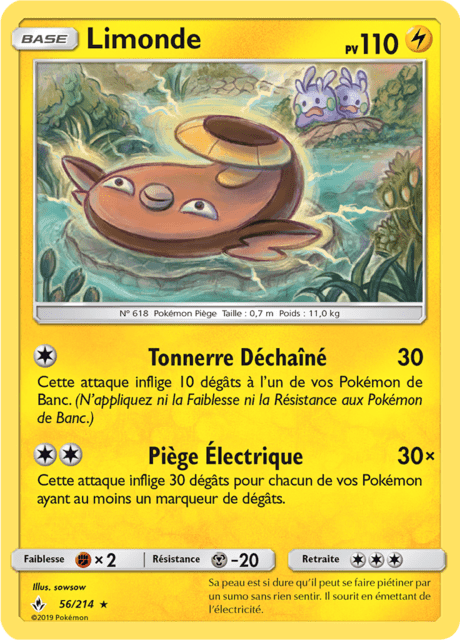 BASE Limonde PV110
N° 618 Pokémon Piège Taille : 0,7 m Poids : 11,0 kg
Tonnerre Déchaîné 30
Cette attaque inflige 10 dégâts à l'un de vos Pokémon de
Banc. (N'appliquez ni la Faiblesse ni la Résistance aux Pokémon
de Banc.)
Piège Électrique 30×
Cette attaque inflige 30 dégâts pour chacun de vos Pokémon
ayant au moins un marqueur de dégâts.
Faiblesse × 2 Résistance -20 Retraite
Illus. sowsow
56/214 ★
©2019 Pokémon
Sa peau est si dure qu'il peut se faire piétiner par
un sumo sans rien sentir. Il sourit en émettant de
l'électricité.